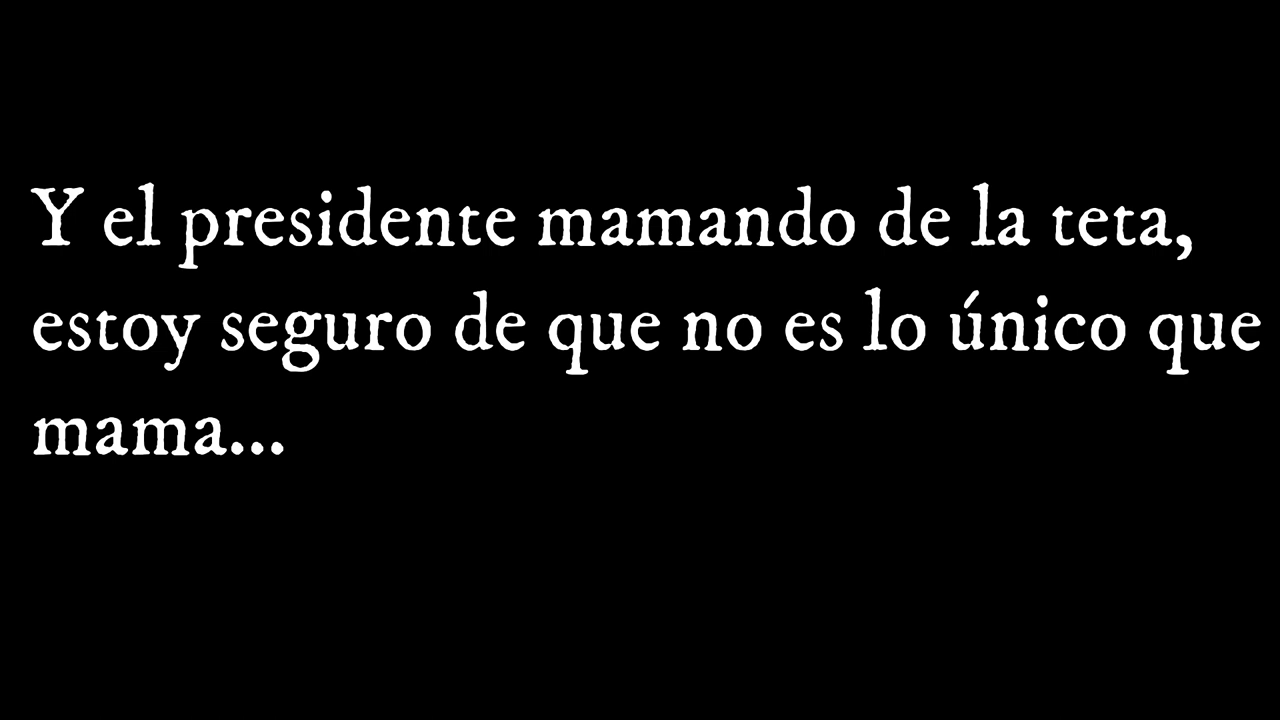 Y el presidente mamando de la teta,
estoy seguro de que no es lo único que
mama...